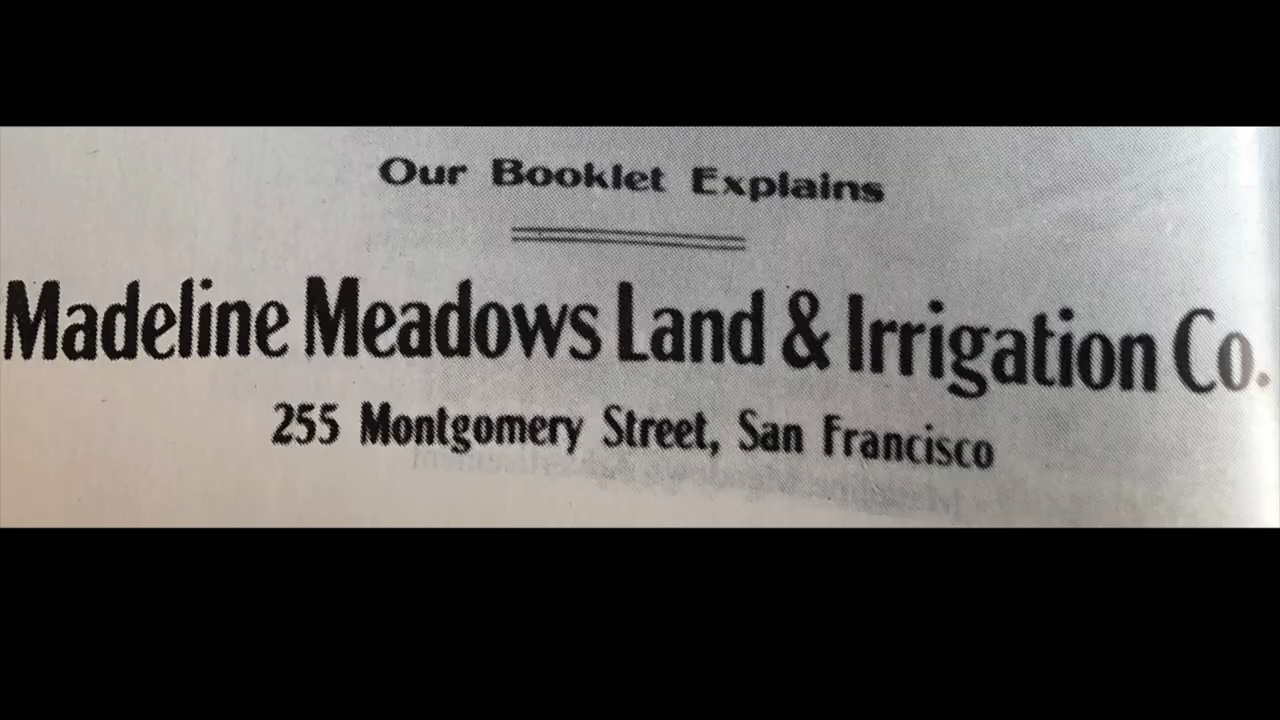 Our Booklet Explains
Madeline Meadows Land & Irrigation Co.
255 Montgomery Street, San Francisco